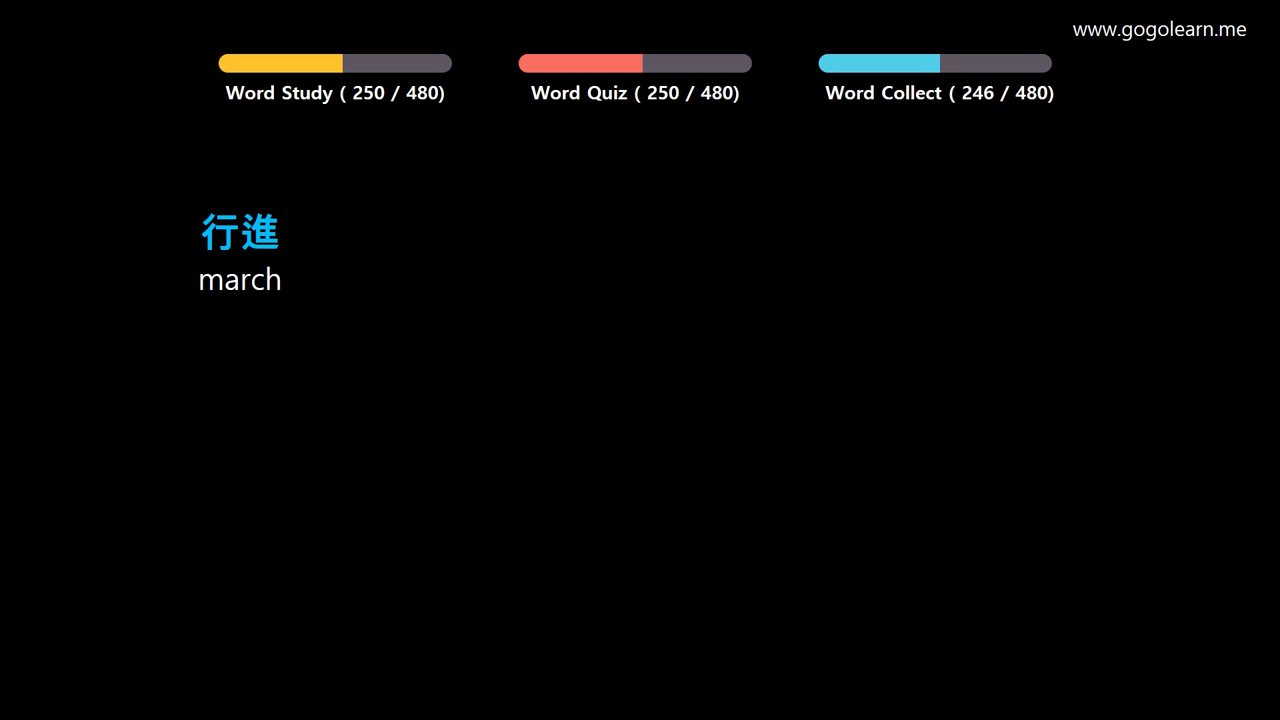 www.gogolearn.me
Word Study ( 250 / 480)
Word Quiz ( 250 / 480)
Word Collect ( 246 / 480)
行進
march